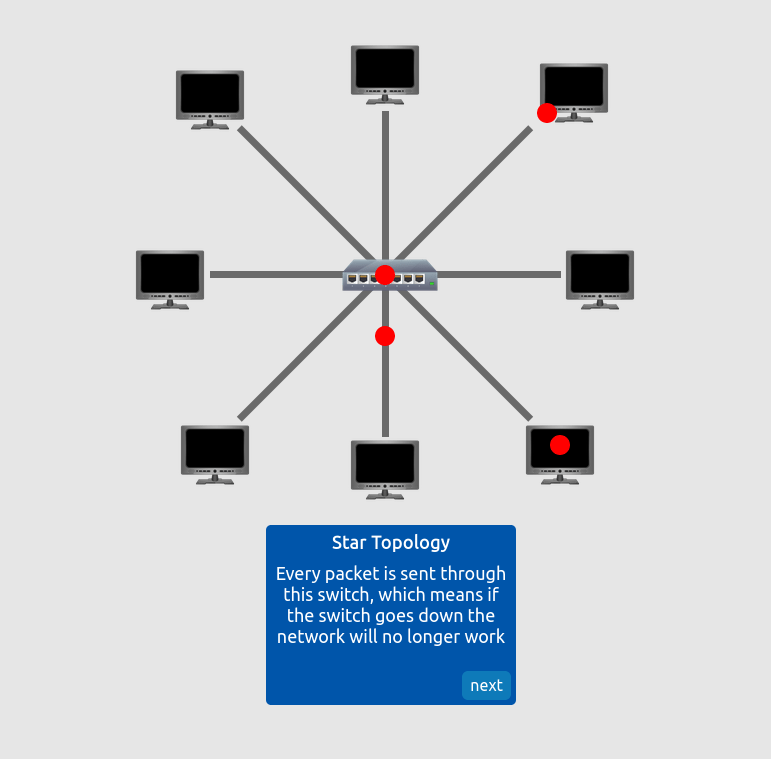 Star Topology
Every packet is sent through
this switch, which means if
the switch goes down the
network will no longer work
next